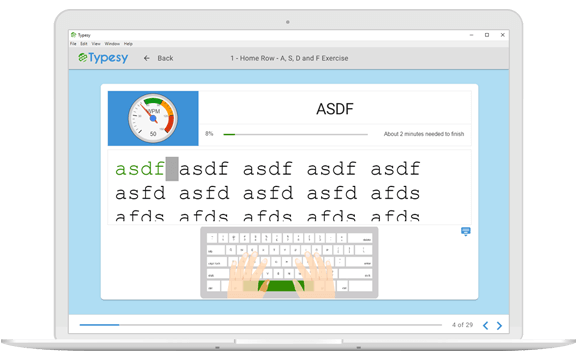 Typesy
File Edit View Window Help
Typesy
Back
1 - Home Row - A, S, D and F Exercise
WPM
50
ASDF
8%
About 2 minutes needed to finish
asdf asdf asdf asdf asdf
asfd asfd asfd asfd afds
afds afds afds afds afds
4 of 29